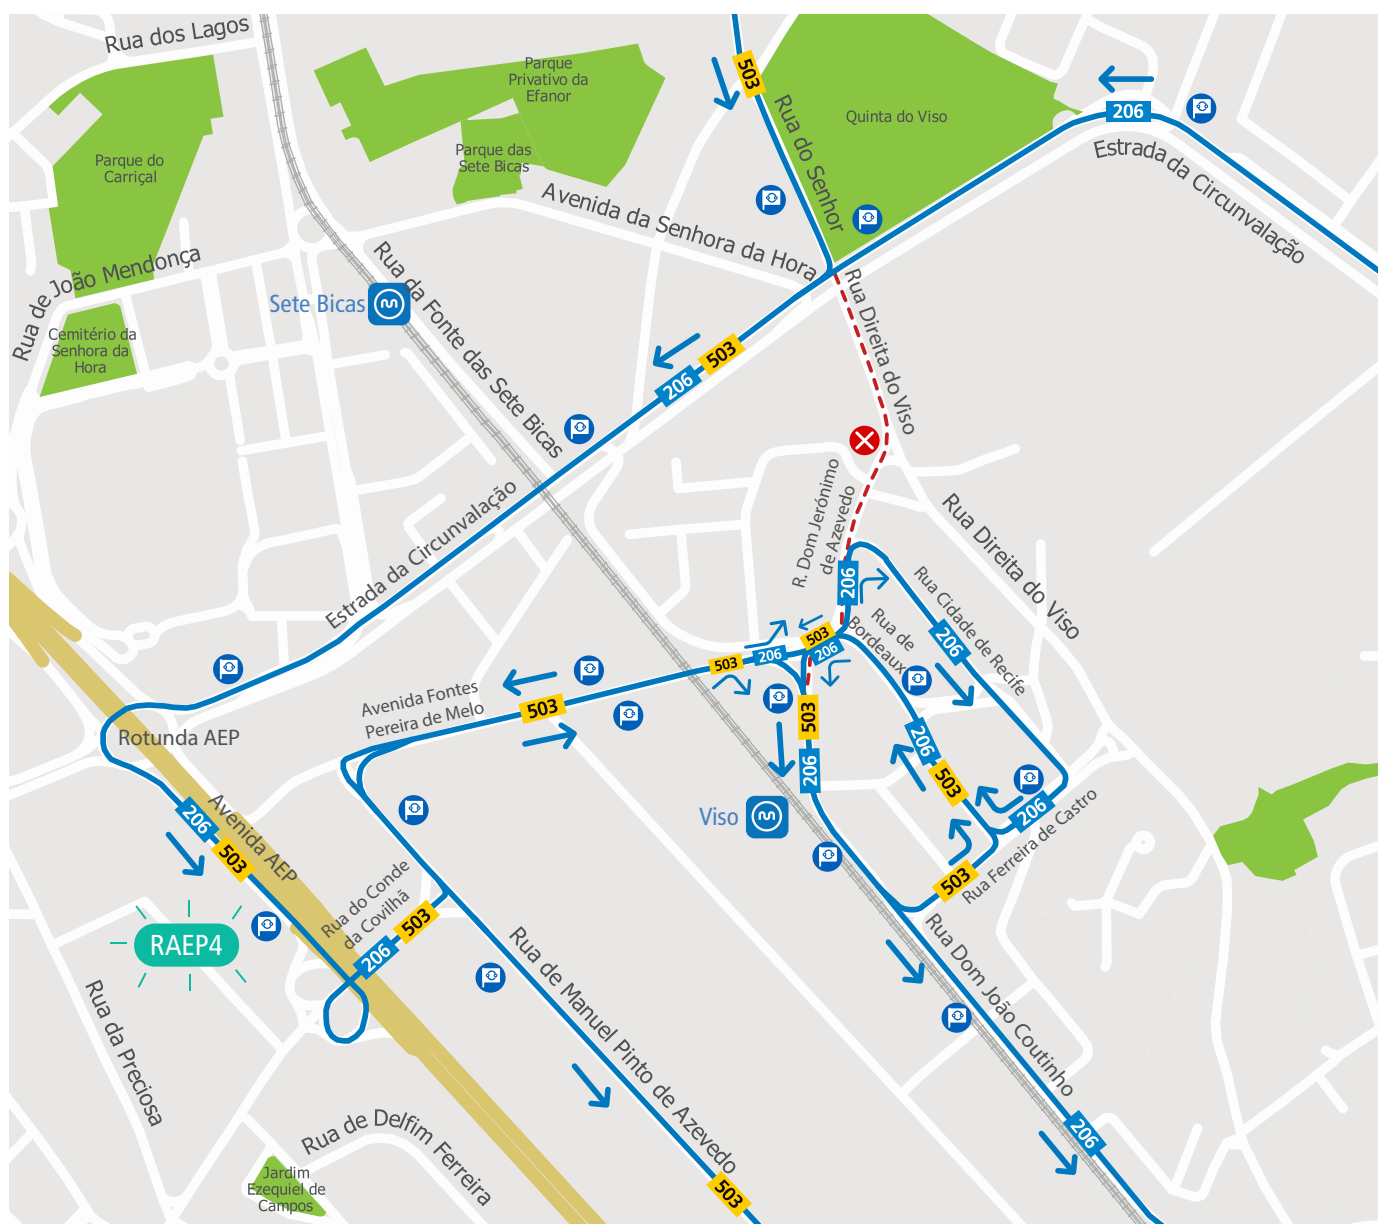 Rua dos Lagos
503
Parque
Privativo da
Efanor
Quinta do Viso
206
Rua do Senhor
Estrada da Circunvalação
Parque do
Carriçal
Parque das
Sete Bicas
Avenida da Senhora da Hora
Rua de João Mendonça
Sete Bicas
Rua da Fonte das Sete Bicas
Rua Direita do Viso
Cemitério da
Senhora da
Hora
503
206
R. Dom Jerónimo
de Azevedo
Estrada da Circunvalação
Rua Direita do Viso
206
Rua Cidade de Recife
Rua de
Bordeaux
503
206
206
503
206
Avenida Fontes
Pereira de Melo
503
503
206
206
503
Rotunda AEP
206
Viso
Rua Ferreira de Castro
503
Avenida AEP
206
503
Rua do Conde
da Covilhã
503
206
RAEP4
Rua de Manuel Pinto de Azevedo
Rua Dom João Coutinho
Rua da Preciosa
206
Rua de Delfim Ferreira
Jardim
Ezequiel de
Campos
503